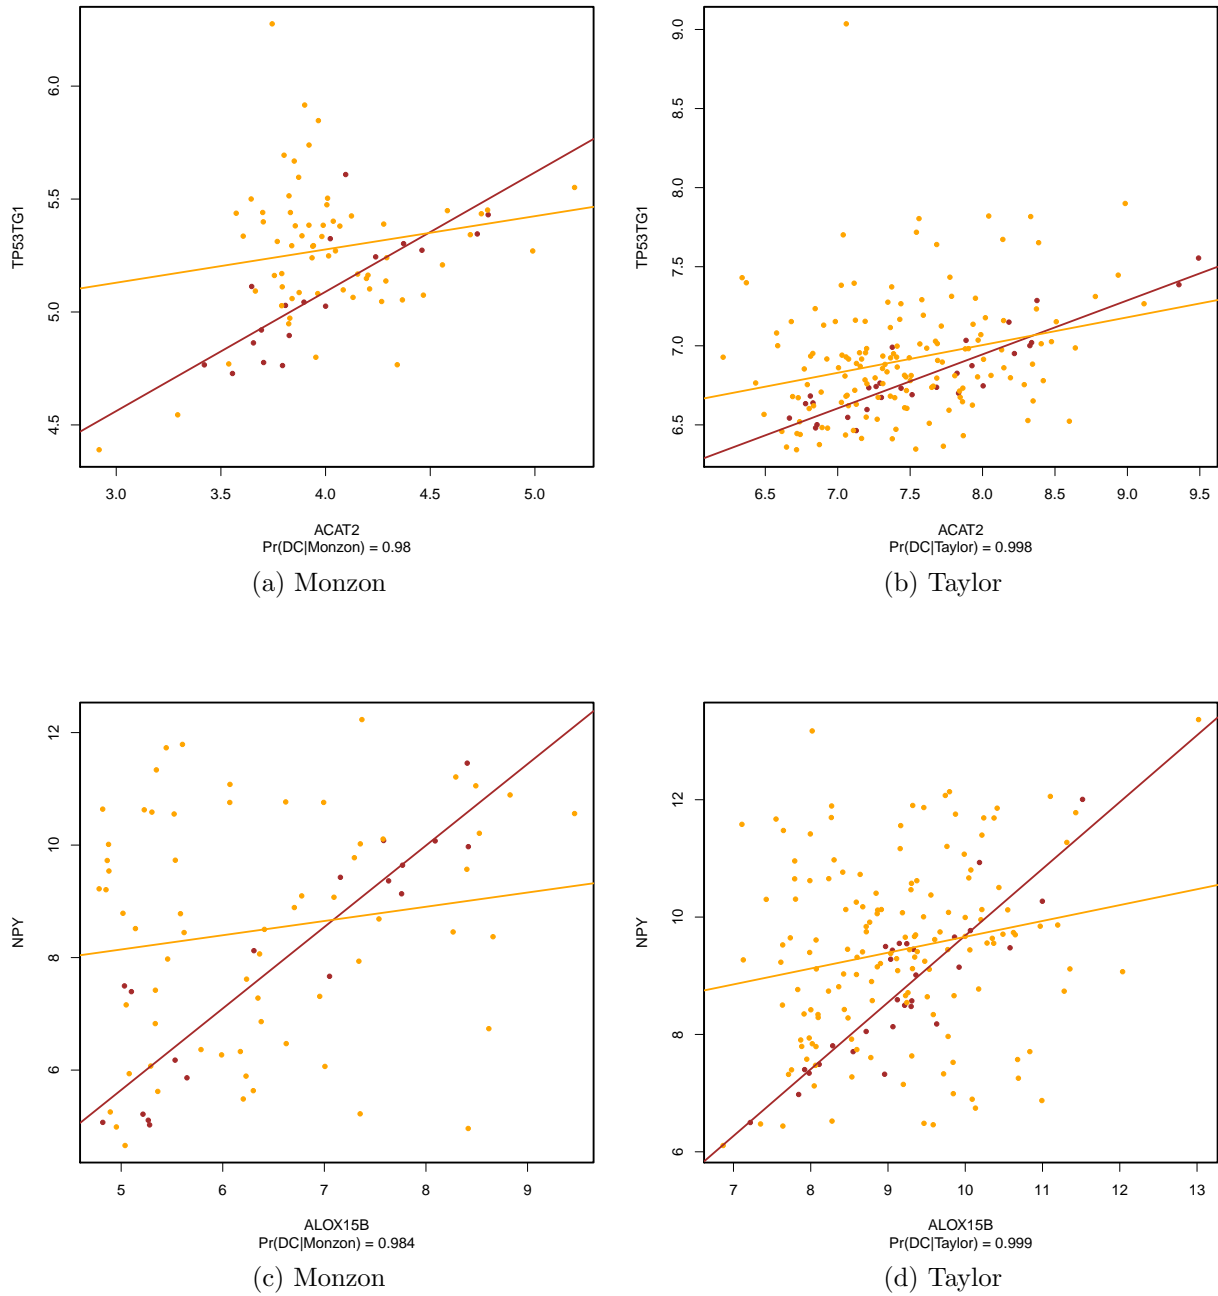 TP53TG1
6.0
5.5
5.0
4.5
3.0 3.5 4.0 4.5 5.0
ACAT2
Pr(DC|Monzon) = 0.98
(a) Monzon
TP53TG1
9.0
8.5
8.0
7.5
7.0
6.5
6.5 7.0 7.5 8.0 8.5 9.0 9.5
ACAT2
Pr(DC|Taylor) = 0.998
(b) Taylor
NPY
12
10
8
6
5 6 7 8 9
ALOX15B
Pr(DC|Monzon) = 0.984
(c) Monzon
NPY
12
10
8
6
7 8 9 10 11 12 13
ALOX15B
Pr(DC|Taylor) = 0.999
(d) Taylor